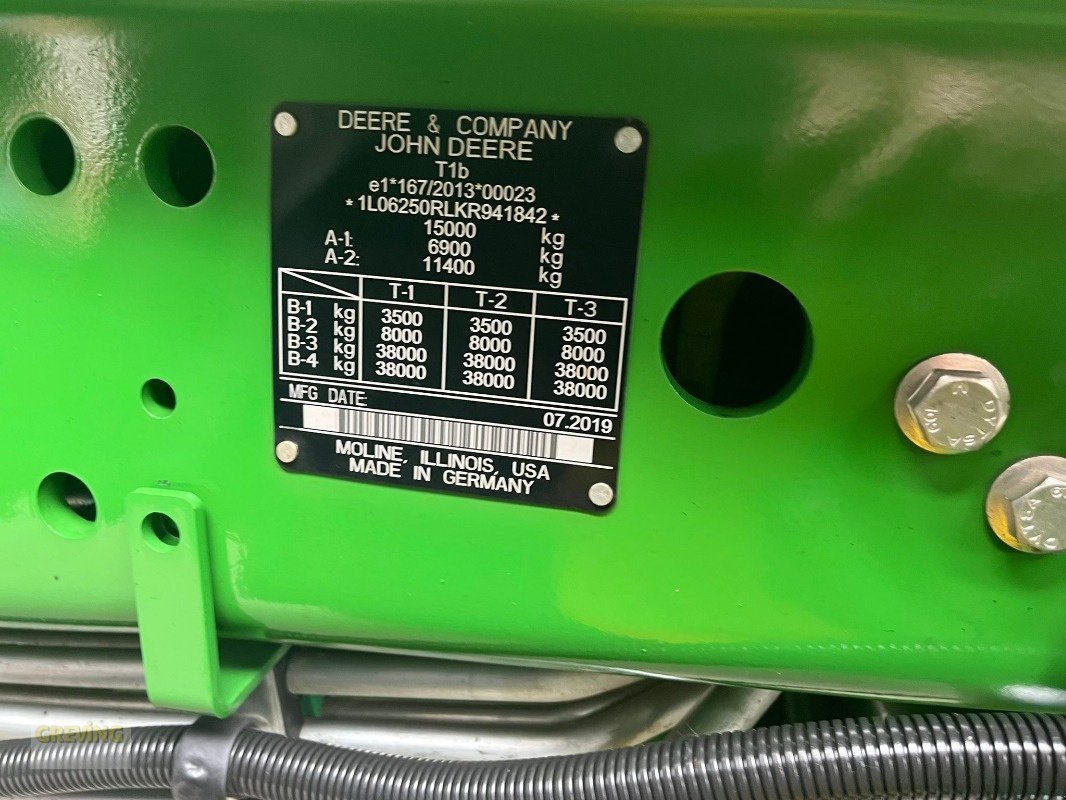 DEERE & COMPANY
JOHN DEERE
T1b
e1*167/2013*00023
*1L06250RLKR941842*
15000 kg
A-1: 6900 kg
A-2: 11400 kg
T-1 T-2 T-3
B-1 kg 3500 3500 3500
B-2 kg 8000 8000 8000
B-3 kg 38000 38000 38000
B-4 kg 38000 38000 38000
MFG DATE: 07.2019
MOLINE, ILLINOIS, USA
MADE IN GERMANY
GREVING